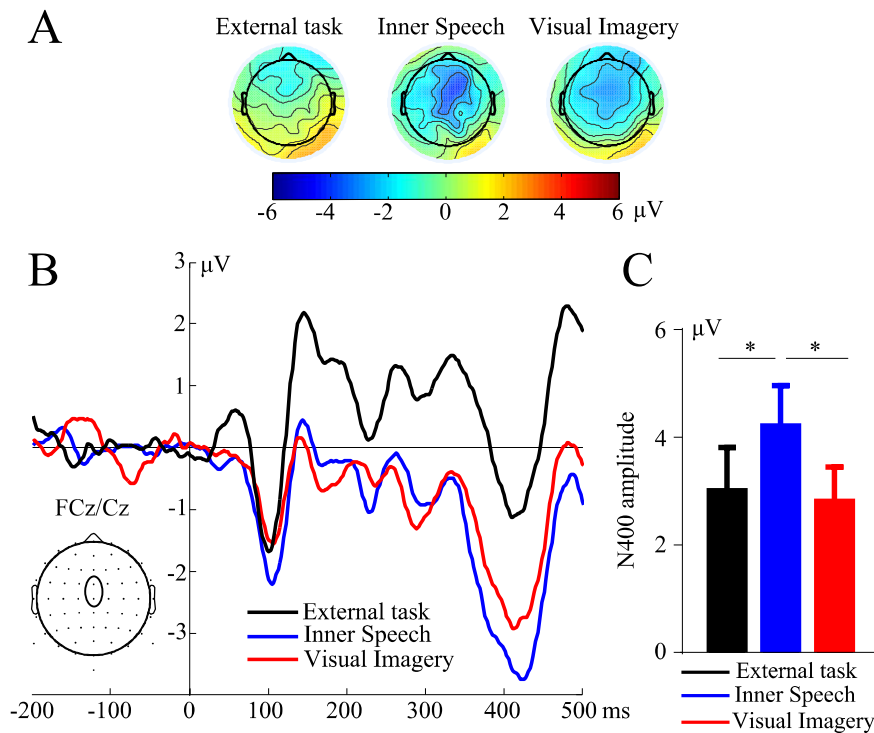 A
External task
Inner Speech
Visual Imagery
-6 -4 -2 0 2 4 6 µV
B
µV
3
2
1
-1
-2
-3
-200 -100 0 100 200 300 400 500 ms
FCz/Cz
External task
Inner Speech
Visual Imagery
C
µV
6
4
2
0
N400 amplitude
* *
External task
Inner Speech
Visual Imagery